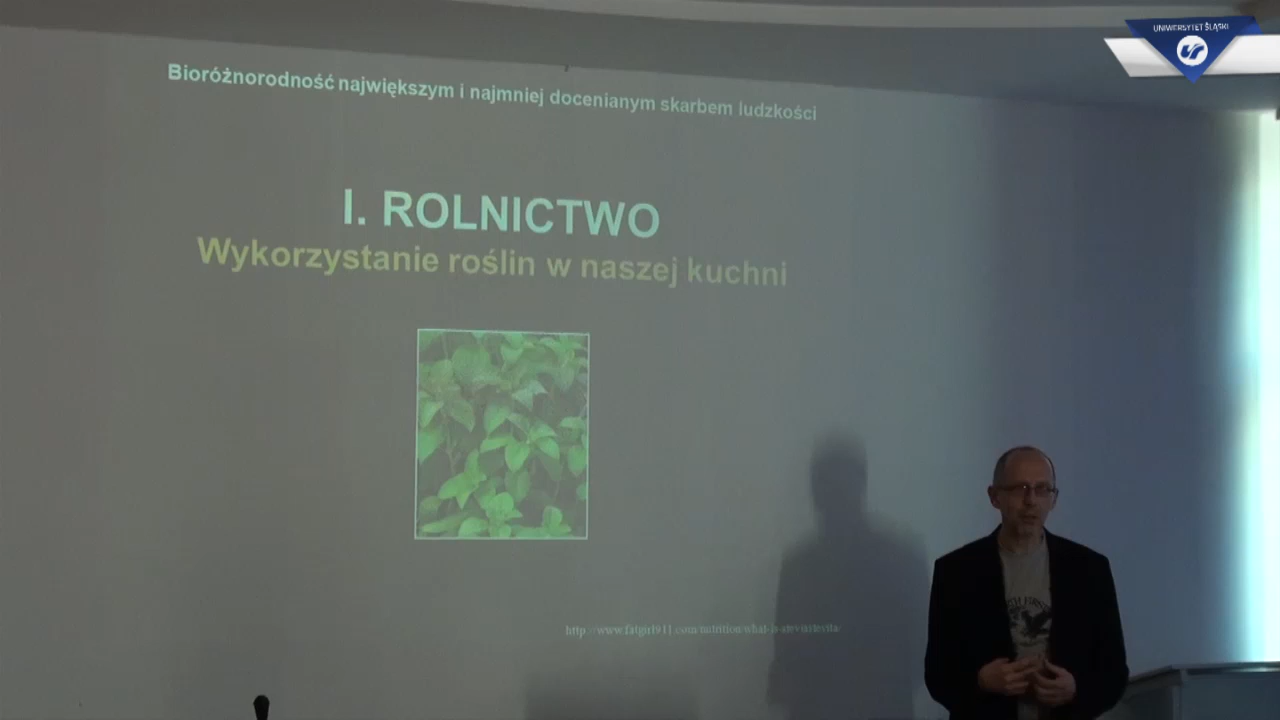 UNIWERSYTET ŚLĄSKI
Bioróżnorodność największym i najmniej docenianym skarbem ludzkości
I. ROLNICTWO
Wykorzystanie roślin w naszej kuchni